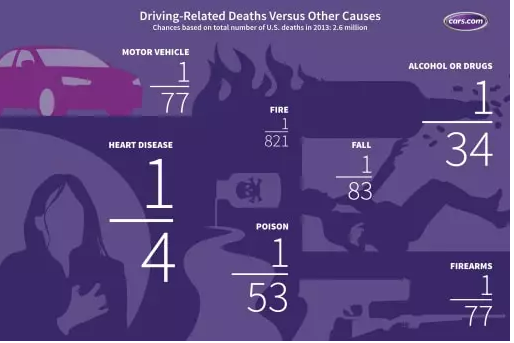 Driving-Related Deaths Versus Other Causes
Chances based on total number of U.S. deaths in 2013: 2.6 million
cars.com
MOTOR VEHICLE
1
77
ALCOHOL OR DRUGS
1
34
FIRE
1
821
HEART DISEASE
1
4
FALL
1
83
POISON
1
53
FIREARMS
1
77